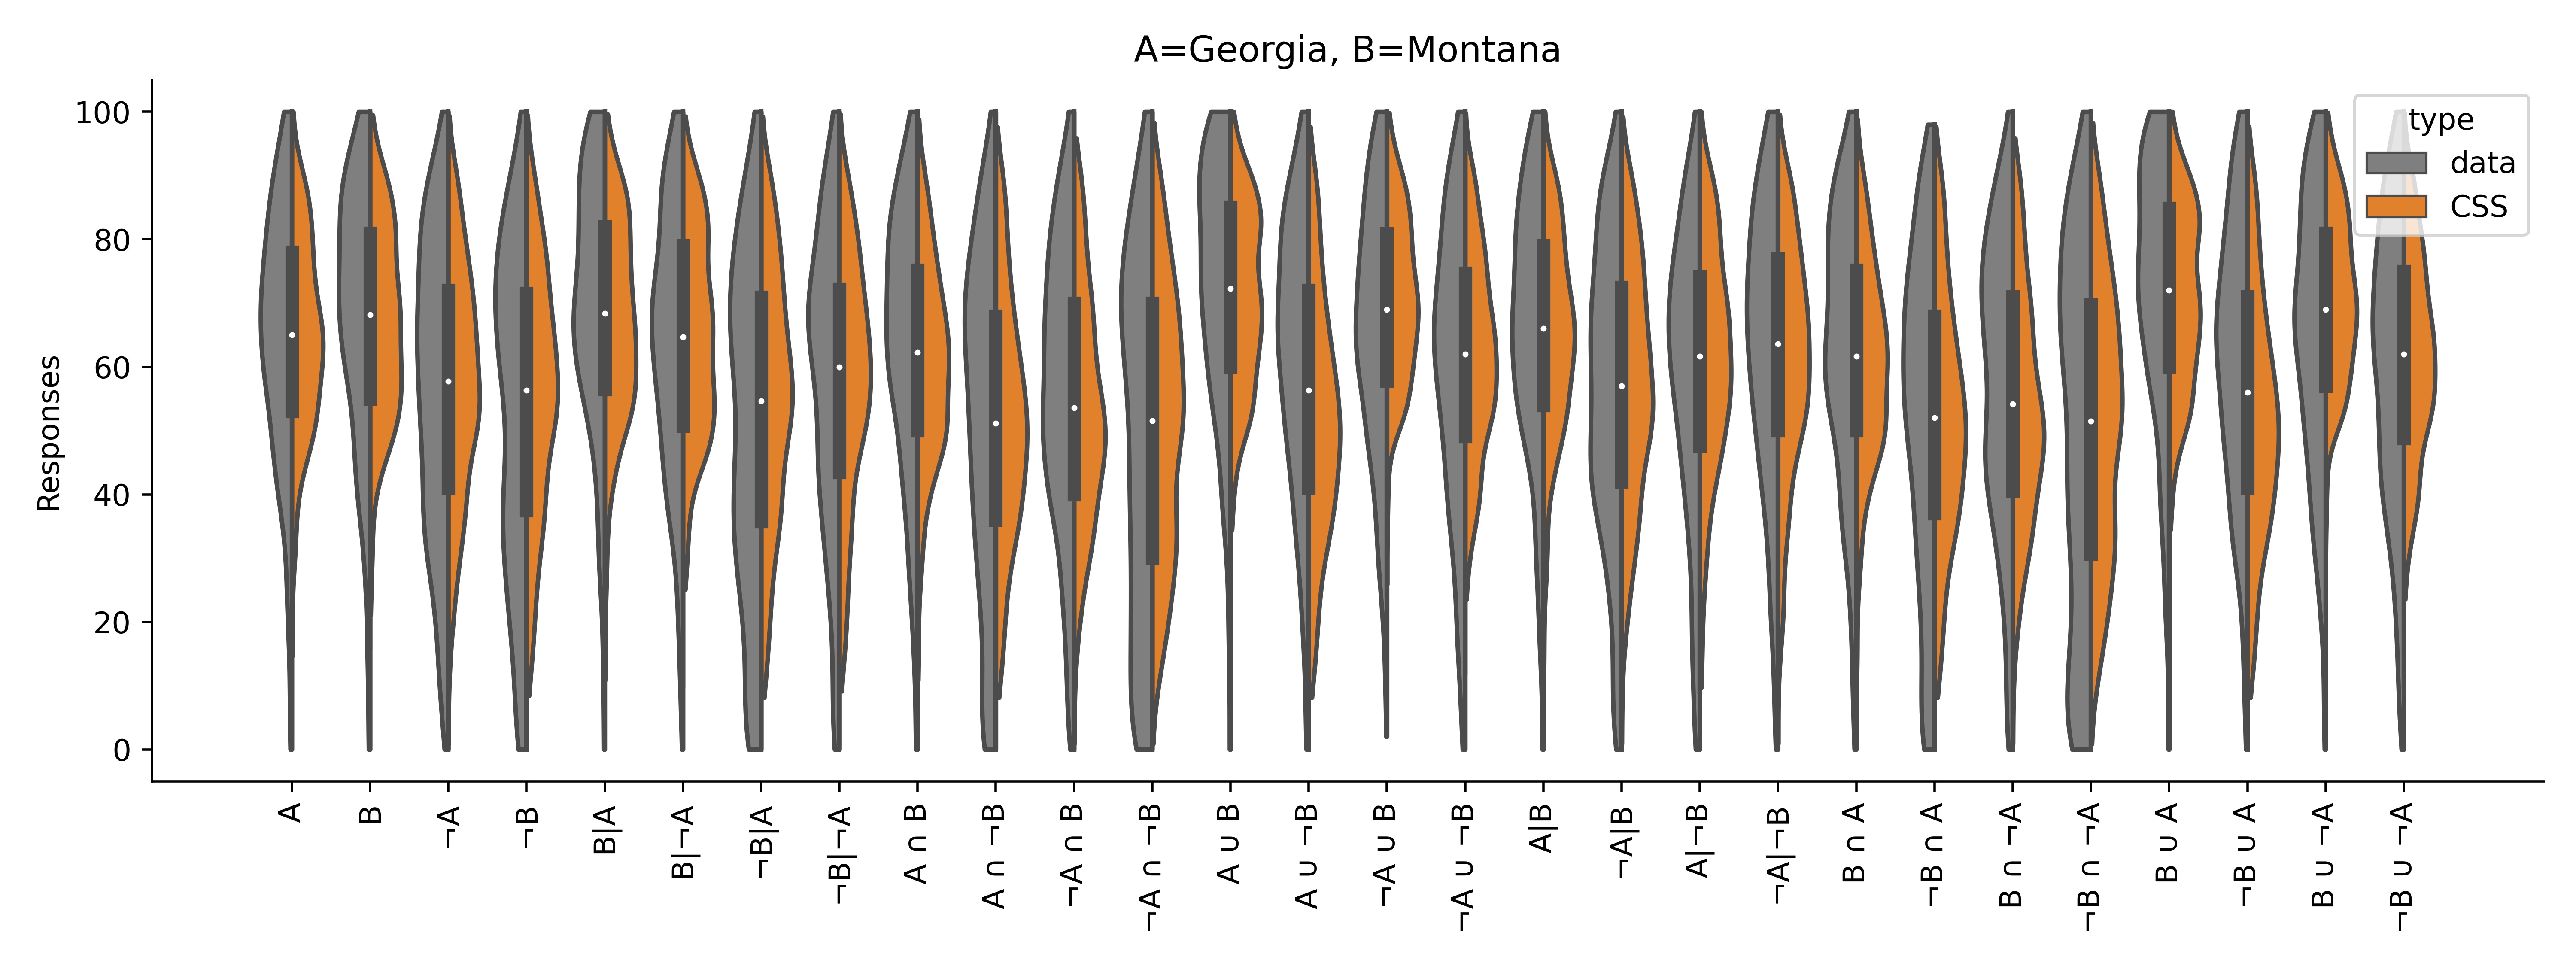 A=Georgia, B=Montana
Responses
100
80
60
40
20
0
type
data
CSS
A
B
¬A
¬B
B|A
B|¬A
¬B|A
¬B|¬A
A ∩ B
A ∩ ¬B
¬A ∩ B
¬A ∩ ¬B
A ∪ B
A ∪ ¬B
¬A ∪ B
¬A ∪ ¬B
A|B
¬A|B
A|¬B
¬A|¬B
B ∩ A
¬B ∩ A
B ∩ ¬A
¬B ∩ ¬A
B ∪ A
¬B ∪ A
B ∪ ¬A
¬B ∪ ¬A